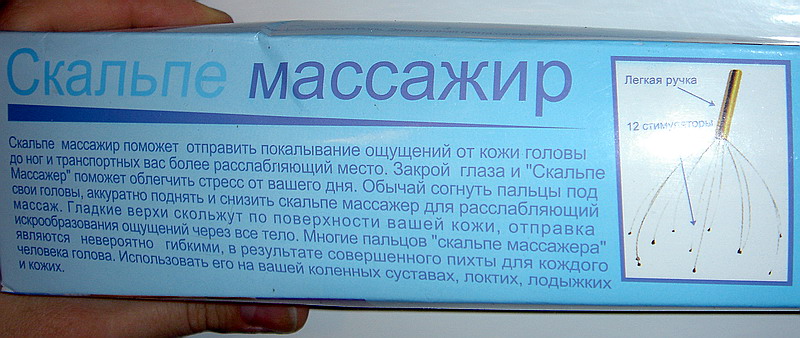 Скальпе массажир
Скальпе массажир поможет отправить покалывание ощущений от кожи головы
до ног и транспортных вас более расслабляющий место. Закрой глаза и "Скальпе
Массажер" поможет облегчить стресс от вашего дня. Обычай согнуть пальцы под
свои головы, аккуратно поднять и снизить скальпе массажер для расслабляющий
массаж. Гладкие верхи скользют по поверхности вашей кожи, отправка
искрообразования ощущений через все тело. Многие пальцов "скальпе массажера"
являются невероятно гибкими, в результате совершенного пихты для каждого
человека голова. Использовать его на вашей коленных суставах, локтих, лодыжких
и кожих.
Легкая ручка
12 стимуляторы